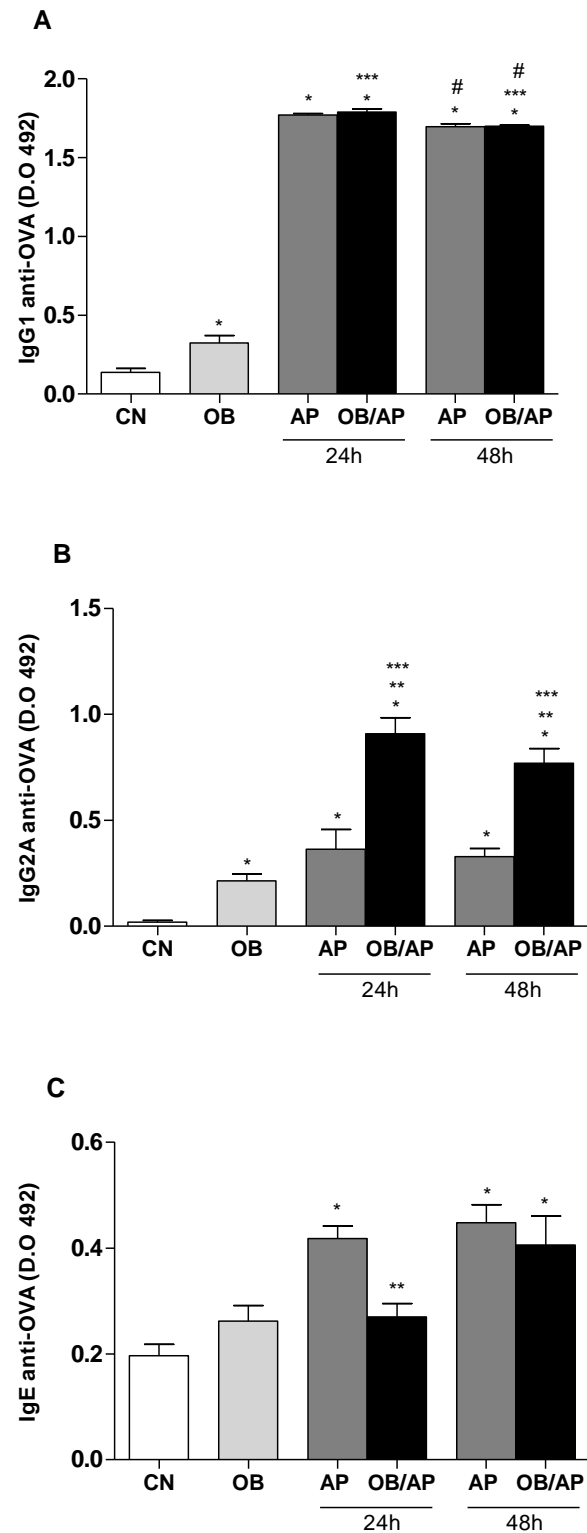 A
IgG1 anti-OVA (D.O 492)
2.0
1.5
1.0
0.5
0.0
*
* ***
*
# #
* ***
*
CN OB AP OB/AP AP OB/AP
24h 48h
B
IgG2A anti-OVA (D.O 492)
1.5
1.0
0.5
0.0
*
*
***
**
*
*
***
**
*
CN OB AP OB/AP AP OB/AP
24h 48h
C
IgE anti-OVA (D.O 492)
0.6
0.4
0.2
0.0
*
**
*
*
CN OB AP OB/AP AP OB/AP
24h 48h